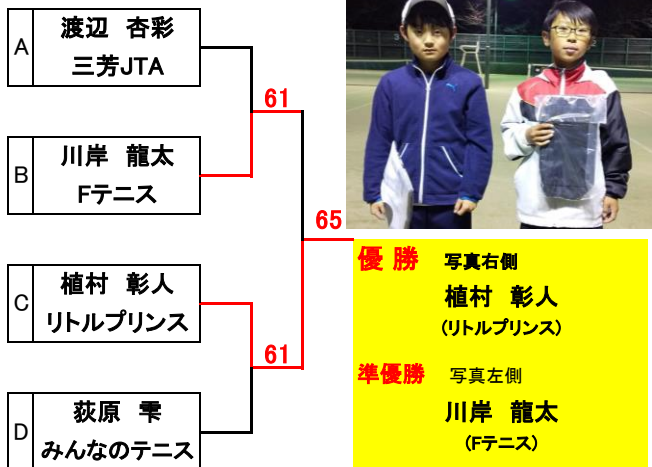 A
渡辺　杏彩
三芳JTA
61
B
川岸　龍太
Fテニス
65
C
植村　彰人
リトルプリンス
61
D
荻原　雫
みんなのテニス
優 勝　写真右側
植村　彰人
(リトルプリンス)
準優勝　写真左側
川岸　龍太
(Fテニス)